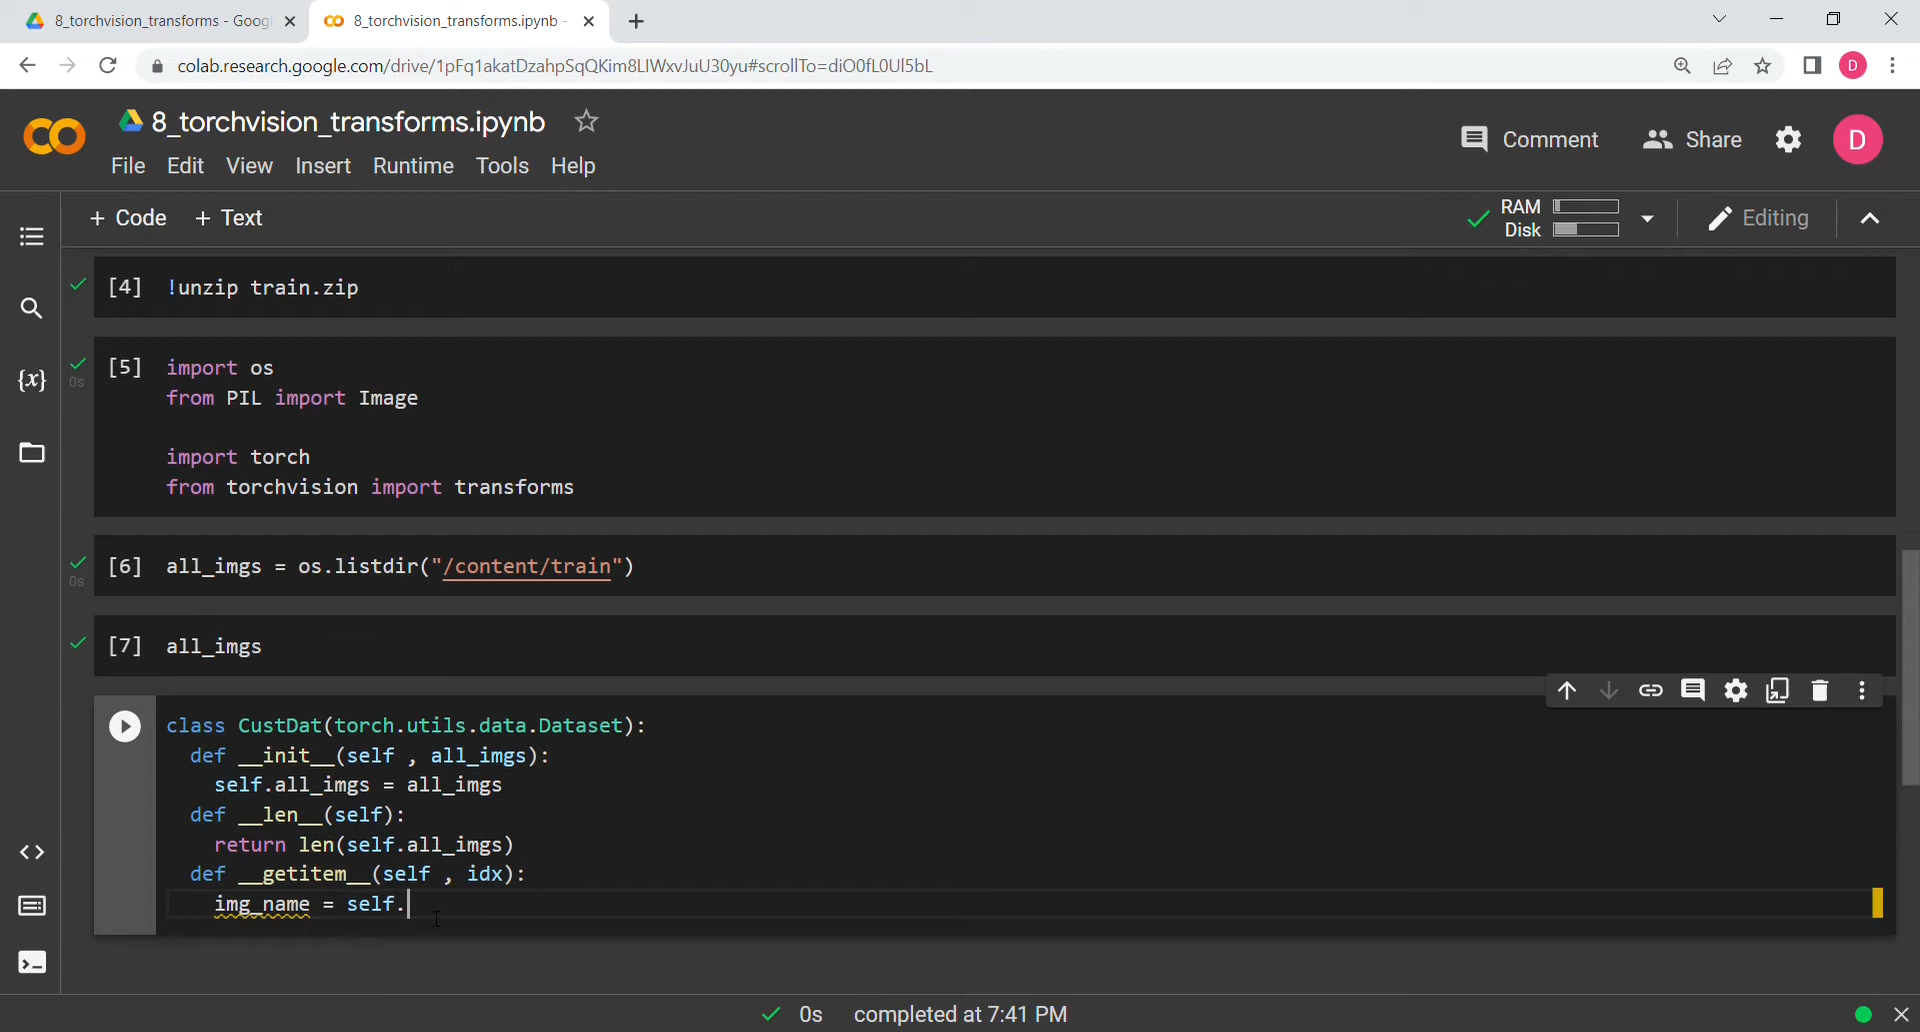 8_torchvision_transforms - Goog
8_torchvision_transforms.ipynb -
colab.research.google.com/drive/1pFq1akatDzahpSqQKim8LIWxvJuU30yu#scrollTo=diO0fL0Ul5bL
D
8_torchvision_transforms.ipynb
Comment
Share
D
File Edit View Insert Runtime Tools Help
+ Code + Text
RAM
Disk
Editing
[4] !unzip train.zip
[5] import os
0s
from PIL import Image
import torch
from torchvision import transforms
{x}
[6] all_imgs = os.listdir("/content/train")
0s
[7] all_imgs
class CustDat(torch.utils.data.Dataset):
def __init__(self , all_imgs):
self.all_imgs = all_imgs
def __len__(self):
return len(self.all_imgs)
def __getitem__(self , idx):
img_name = self.
0s completed at 7:41 PM